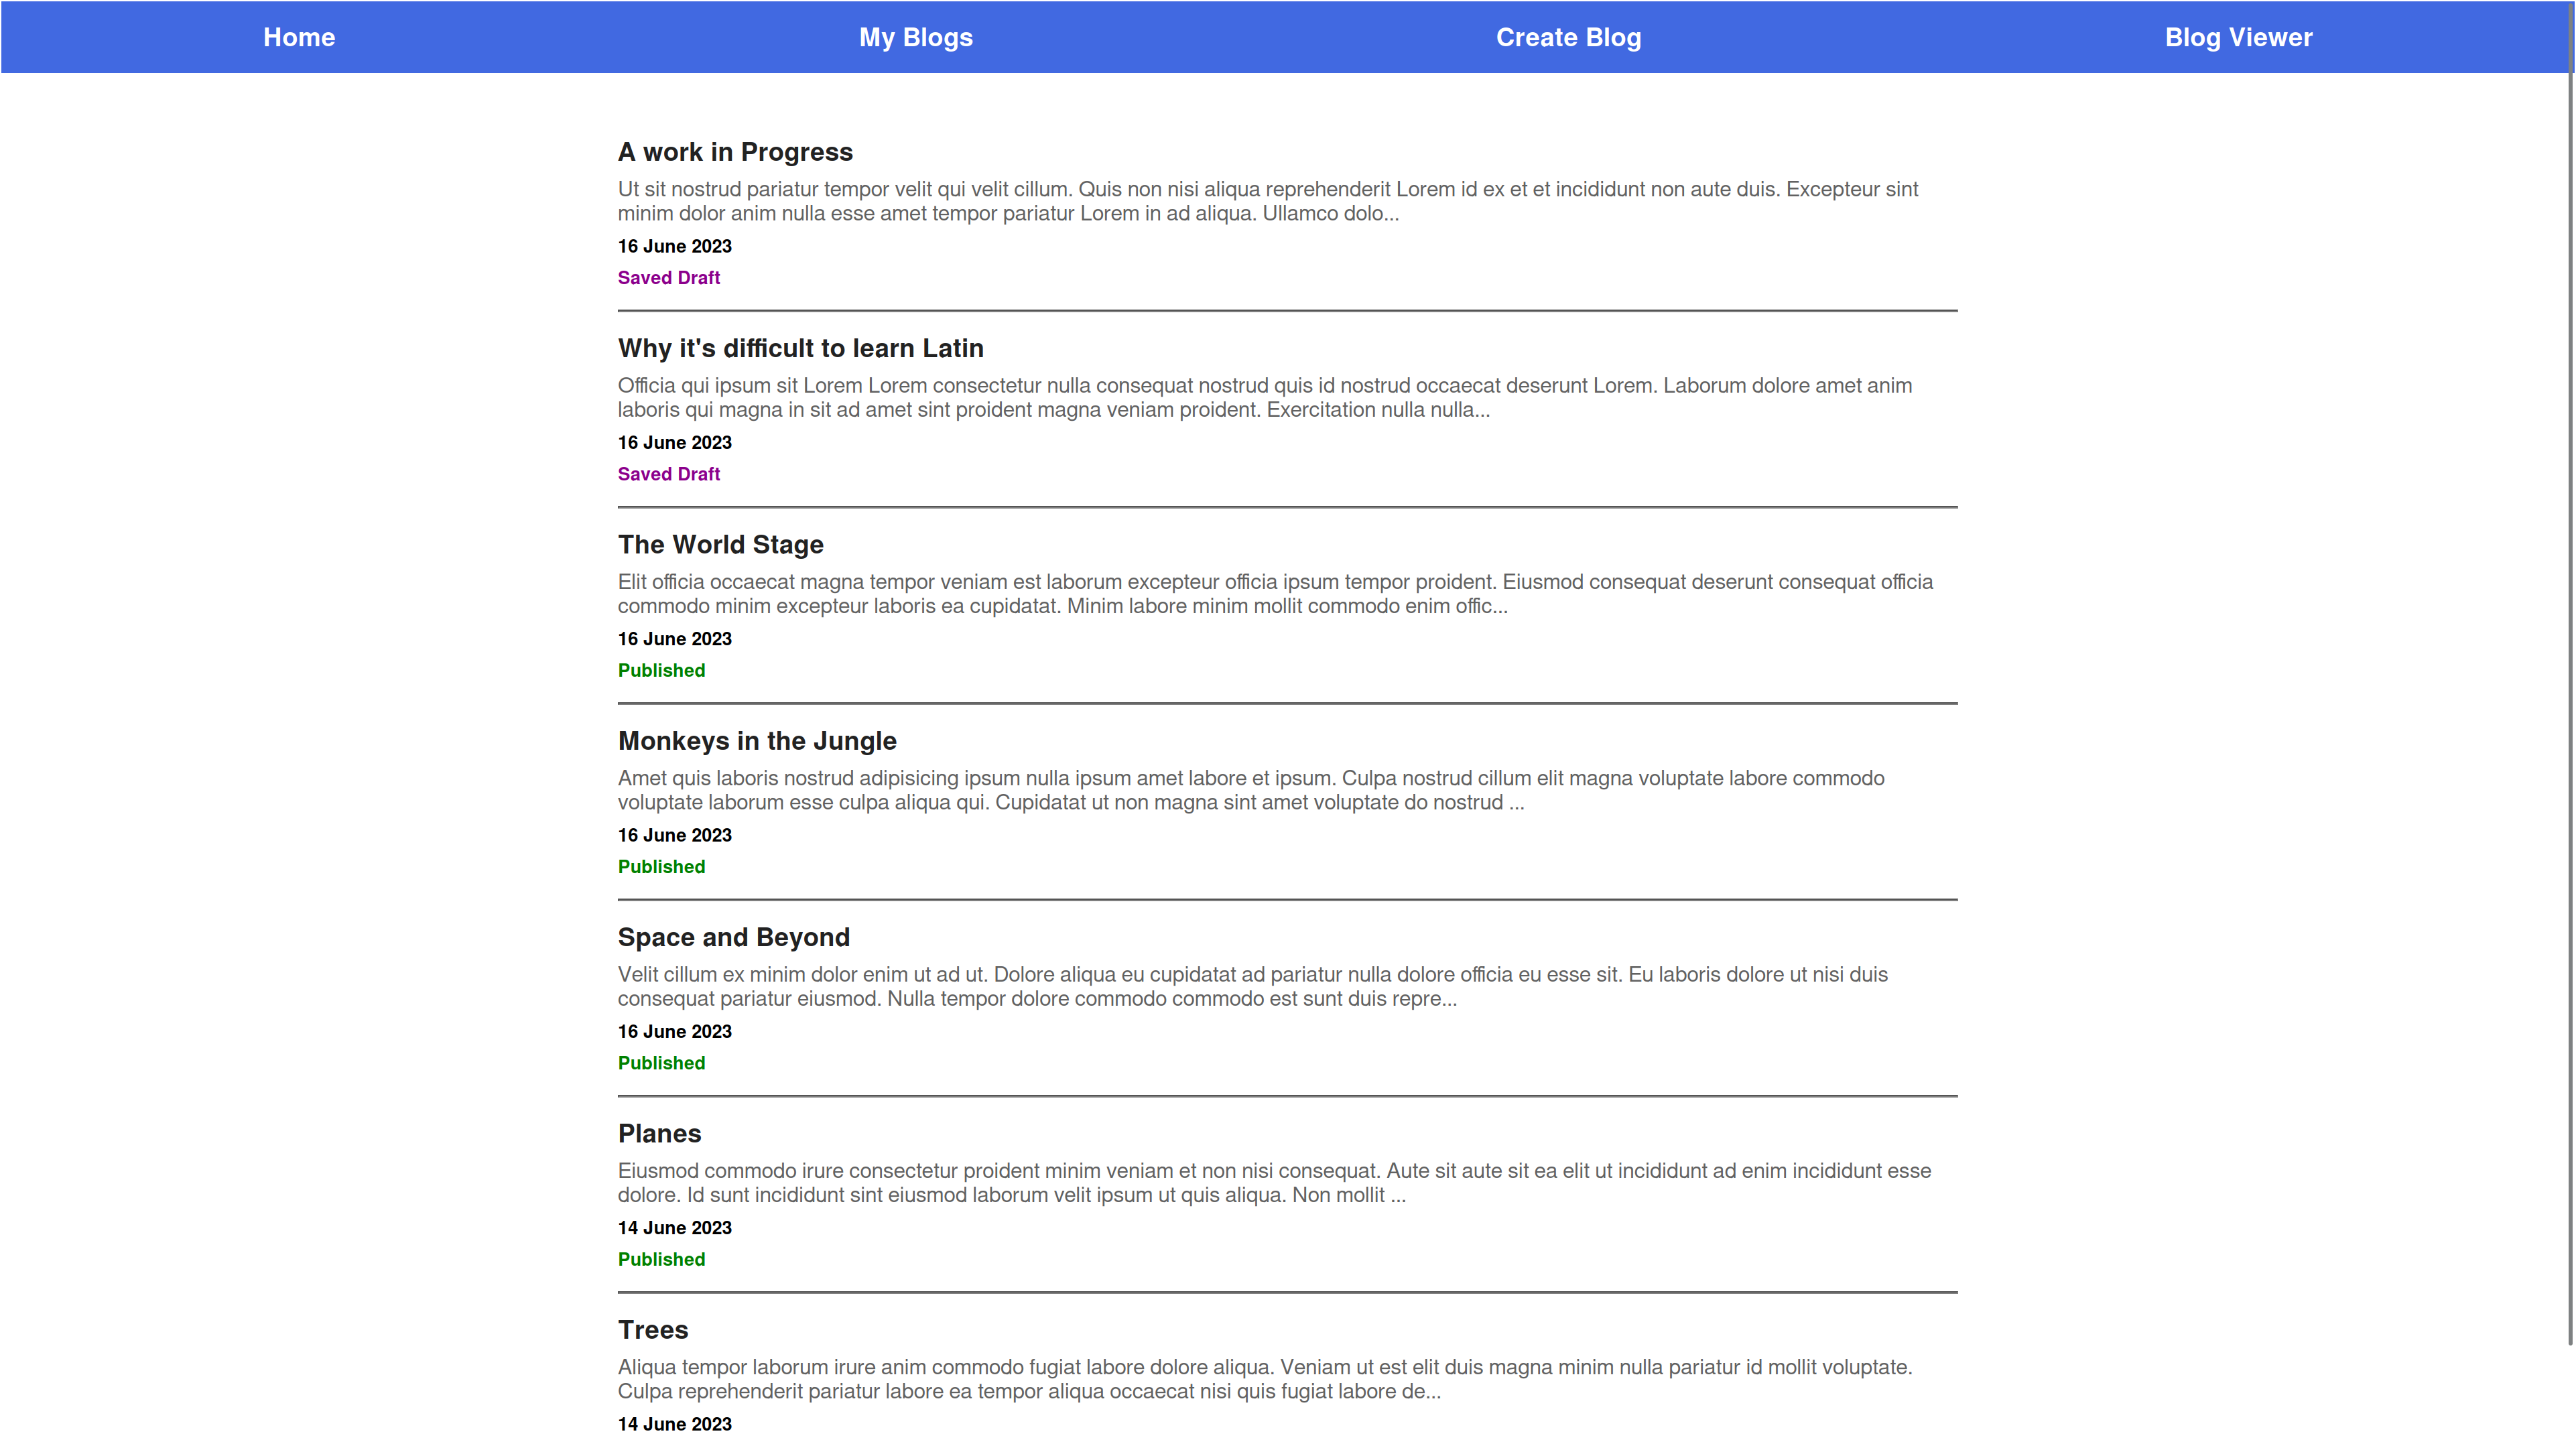 Home My Blogs Create Blog Blog Viewer
A work in Progress
Ut sit nostrud pariatur tempor velit qui velit cillum. Quis non nisi aliqua reprehenderit Lorem id ex et et incididunt non aute duis. Excepteur sint
minim dolor anim nulla esse amet tempor pariatur Lorem in ad aliqua. Ullamco dolo...
16 June 2023
Saved Draft
Why it's difficult to learn Latin
Officia qui ipsum sit Lorem Lorem consectetur nulla consequat nostrud quis id nostrud occaecat deserunt Lorem. Laborum dolore amet anim
laboris qui magna in sit ad amet sint proident magna veniam proident. Exercitation nulla nulla...
16 June 2023
Saved Draft
The World Stage
Elit officia occaecat magna tempor veniam est laborum excepteur officia ipsum tempor proident. Eiusmod consequat deserunt consequat officia
commodo minim excepteur laboris ea cupidatat. Minim labore minim mollit commodo enim offic...
16 June 2023
Published
Monkeys in the Jungle
Amet quis laboris nostrud adipisicing ipsum nulla ipsum amet labore et ipsum. Culpa nostrud cillum elit magna voluptate labore commodo
voluptate laborum esse culpa aliqua qui. Cupidatat ut non magna sint amet voluptate do nostrud ...
16 June 2023
Published
Space and Beyond
Velit cillum ex minim dolor enim ut ad ut. Dolore aliqua eu cupidatat ad pariatur nulla dolore officia eu esse sit. Eu laboris dolore ut nisi duis
consequat pariatur eiusmod. Nulla tempor dolore commodo commodo est sunt duis repre...
16 June 2023
Published
Planes
Eiusmod commodo irure consectetur proident minim veniam et non nisi consequat. Aute sit aute sit ea elit ut incididunt ad enim incididunt esse
dolore. Id sunt incididunt sint eiusmod laborum velit ipsum ut quis aliqua. Non mollit ...
14 June 2023
Published
Trees
Aliqua tempor laborum irure anim commodo fugiat labore dolore aliqua. Veniam ut est elit duis magna minim nulla pariatur id mollit voluptate.
Culpa reprehenderit pariatur labore ea tempor aliqua occaecat nisi quis fugiat labore de...
14 June 2023